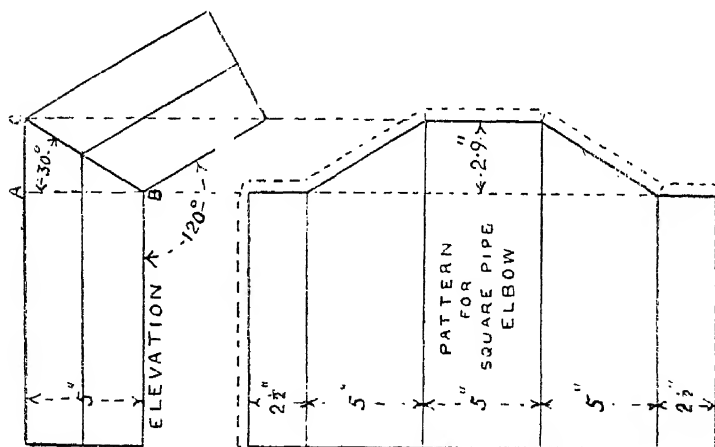 C
A
30°
B
120°
5"
ELEVATION
2·9"
PATTERN
FOR
SQUARE PIPE
ELBOW
2½"
5"
5"
5"
2½"